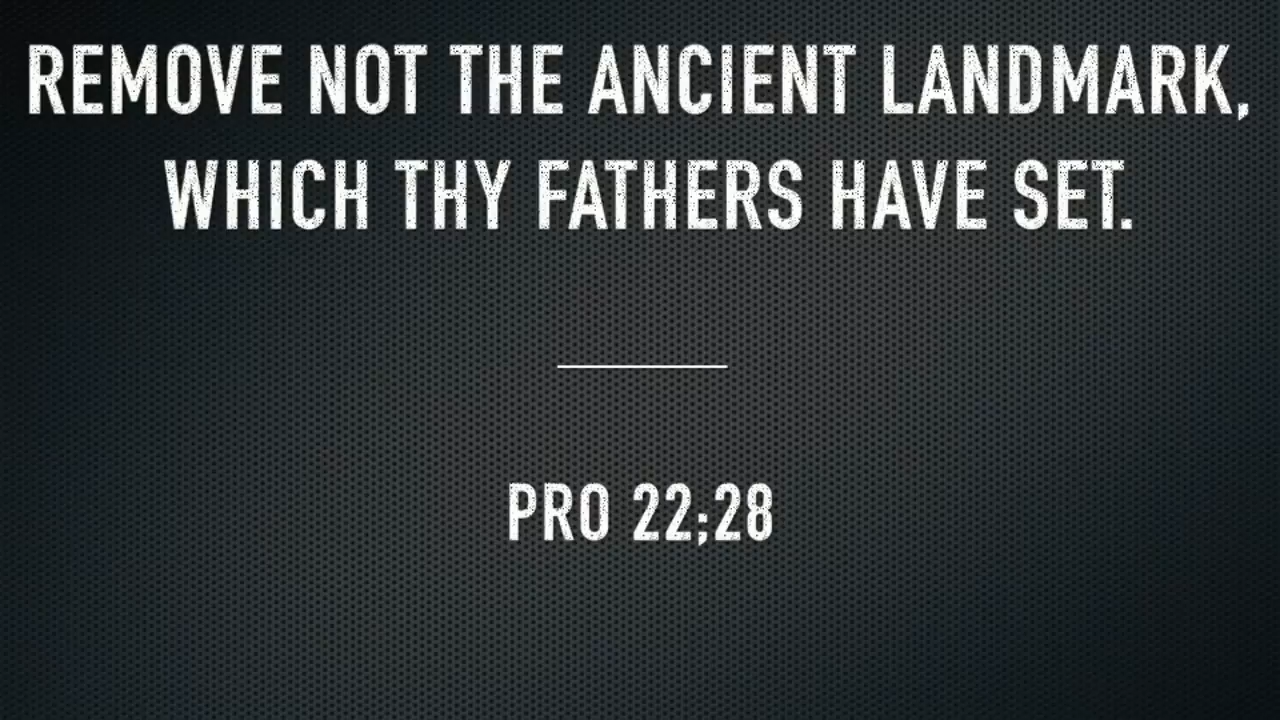 REMOVE NOT THE ANCIENT LANDMARK,
WHICH THY FATHERS HAVE SET.
PRO 22;28